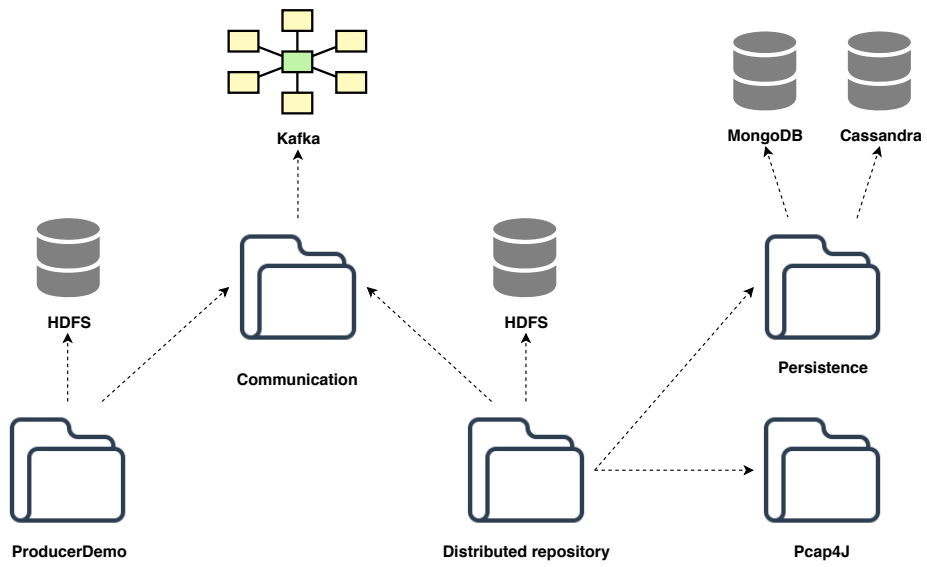 Kafka
MongoDB
Cassandra
HDFS
HDFS
Communication
Persistence
ProducerDemo
Distributed repository
Pcap4J